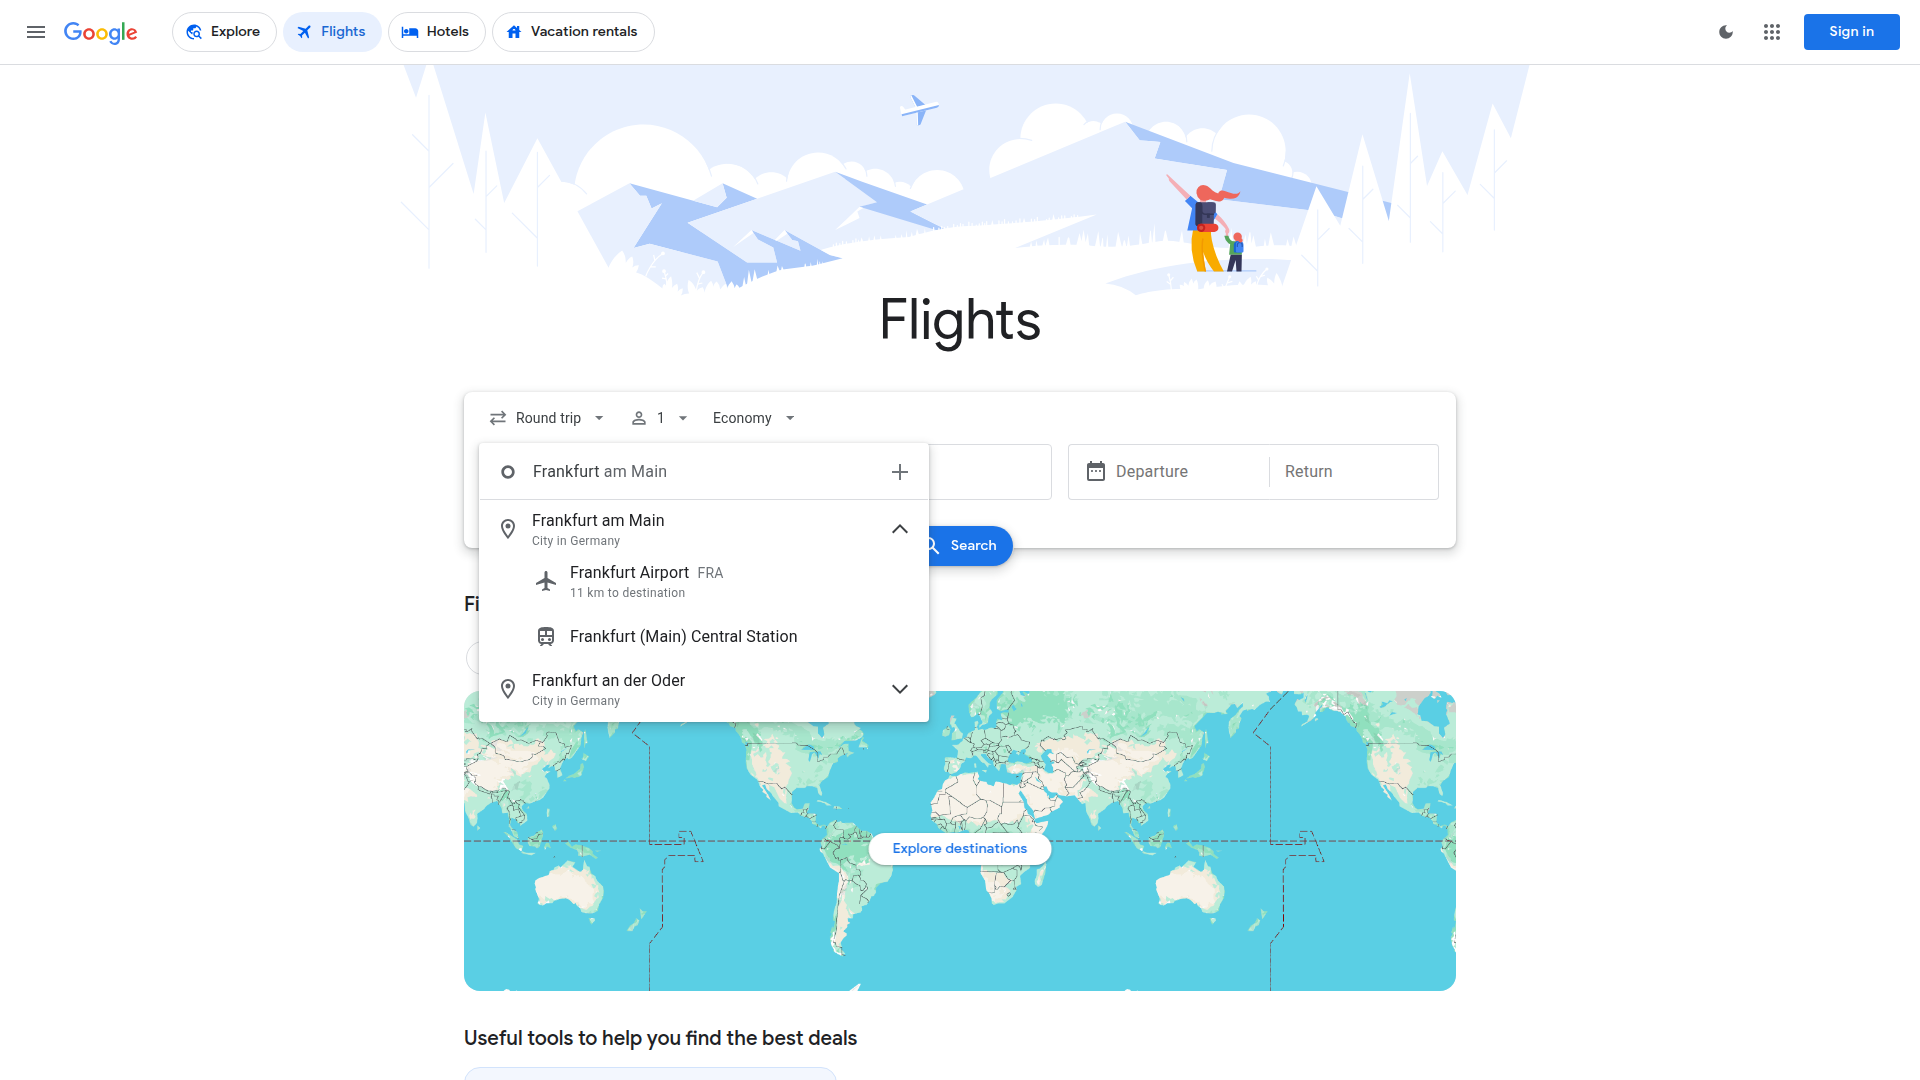 Google
Explore
Flights
Hotels
Vacation rentals
Sign in
Flights
Round trip
1
Economy
Frankfurt am Main
Departure
Return
Frankfurt am Main
City in Germany
Frankfurt Airport FRA
11 km to destination
Frankfurt (Main) Central Station
Frankfurt an der Oder
City in Germany
Search
Fi
Explore destinations
Useful tools to help you find the best deals